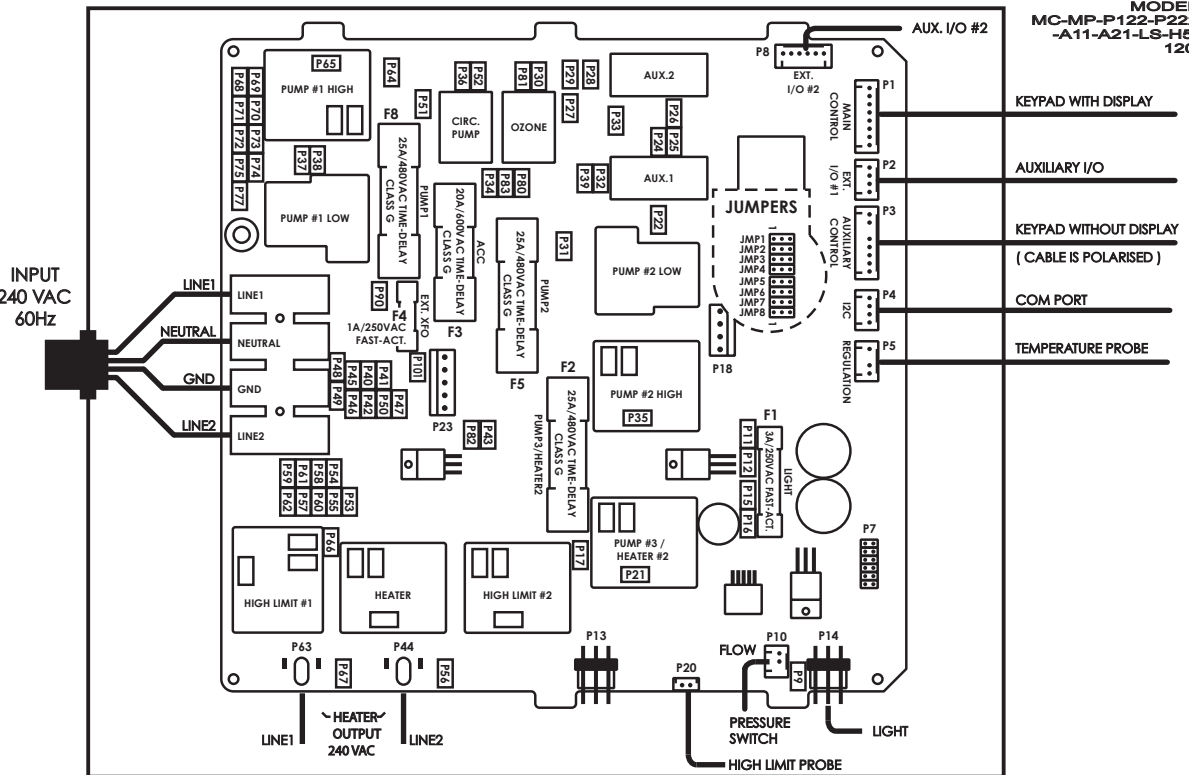 MODEL
MC-MP-P122-P222
-A11-A21-LS-H5
120
AUX. I/O #2
P8
EXT.
I/O #2
P65
PUMP #1 HIGH
P68
P69
P71
P70
P72
P73
P75
P74
P77
P64
P51
P36
P52
P81
P30
P29
P28
P27
AUX.2
P33
P26
P24
P25
CIRC.
PUMP
OZONE
P37
P38
F8
25A/480VAC TIME-DELAY
CLASS G
PUMP1
P34
P83
P80
P39
P32
AUX.1
P22
PUMP #1 LOW
20A/600VAC TIME-DELAY
CLASS G
ACC
F3
25A/480VAC TIME-DELAY
CLASS G
PUMP2
F5
P31
PUMP #2 LOW
JUMPERS
1
JMP1
JMP2
JMP3
JMP4
JMP5
JMP6
JMP7
JMP8
1
P1
MAIN
CONTROL
KEYPAD WITH DISPLAY
P2
EXT.
I/O #1
AUXILIARY I/O
P3
AUXILIARY
CONTROL
KEYPAD WITHOUT DISPLAY
( CABLE IS POLARISED )
P4
I2C
COM PORT
P5
REGULATION
TEMPERATURE PROBE
INPUT
240 VAC
60Hz
LINE1
LINE1
NEUTRAL
NEUTRAL
GND
GND
LINE2
LINE2
P90
F4
EXT. XFO
1A/250VAC
FAST-ACT.
P101
P18
P48
P45
P40
P41
P49
P46
P42
P50
P47
P23
P82
P43
F2
25A/480VAC TIME-DELAY
CLASS G
PUMP3/HEATER2
PUMP #2 HIGH
P35
F1
3A/250VAC FAST-ACT.
LIGHT
P11
P12
P15
P16
P59
P61
P58
P54
P62
P57
P60
P55
P53
P66
HIGH LIMIT #1
HEATER
HIGH LIMIT #2
P17
PUMP #3 /
HEATER #2
P21
P7
P63
P67
P44
P56
P13
P20
FLOW
P10
P9
P14
LINE1
HEATER
OUTPUT
240 VAC
LINE2
PRESSURE
SWITCH
LIGHT
HIGH LIMIT PROBE